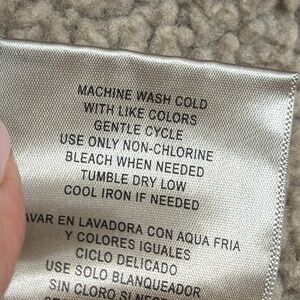 MACHINE WASH COLD
WITH LIKE COLORS
GENTLE CYCLE
USE ONLY NON-CHLORINE
BLEACH WHEN NEEDED
TUMBLE DRY LOW
COOL IRON IF NEEDED
AVAR EN LAVADORA CON AQUA FRIA
Y COLORES IGUALES
CICLO DELICADO
USE SOLO BLANQUEADOR
SIN CLORO SI